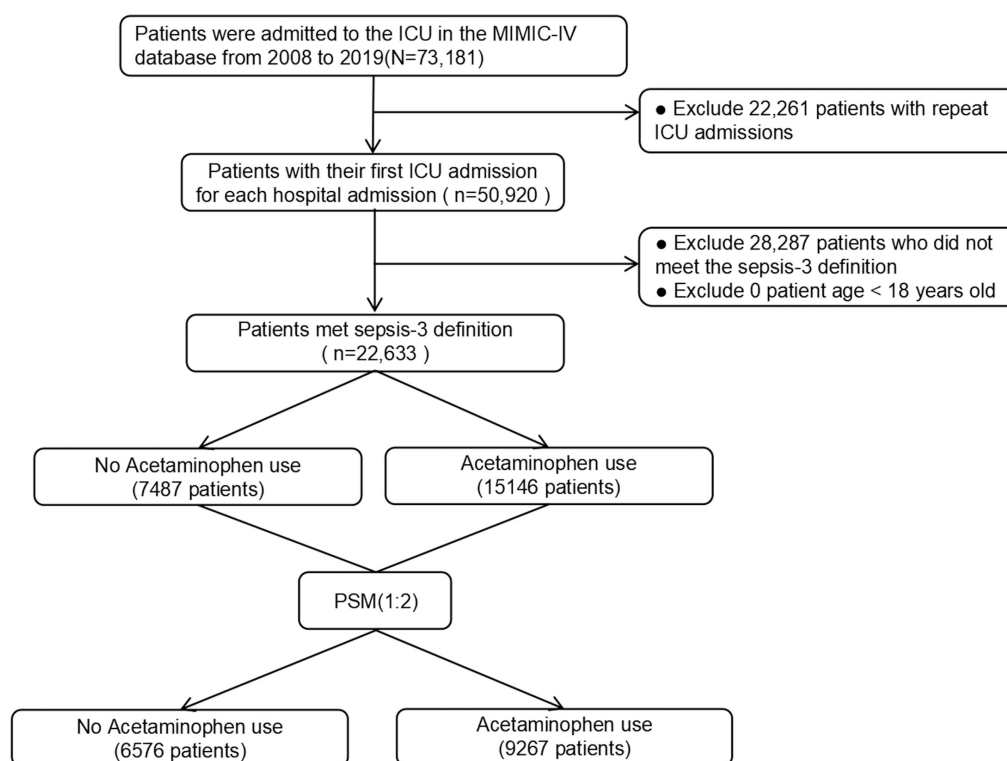 Patients were admitted to the ICU in the MIMIC-IV
database from 2008 to 2019(N=73,181)
● Exclude 22,261 patients with repeat
ICU admissions
Patients with their first ICU admission
for each hospital admission ( n=50,920 )
● Exclude 28,287 patients who did not
meet the sepsis-3 definition
● Exclude 0 patient age < 18 years old
Patients met sepsis-3 definition
( n=22,633 )
No Acetaminophen use
(7487 patients)
Acetaminophen use
(15146 patients)
PSM(1:2)
No Acetaminophen use
(6576 patients)
Acetaminophen use
(9267 patients)